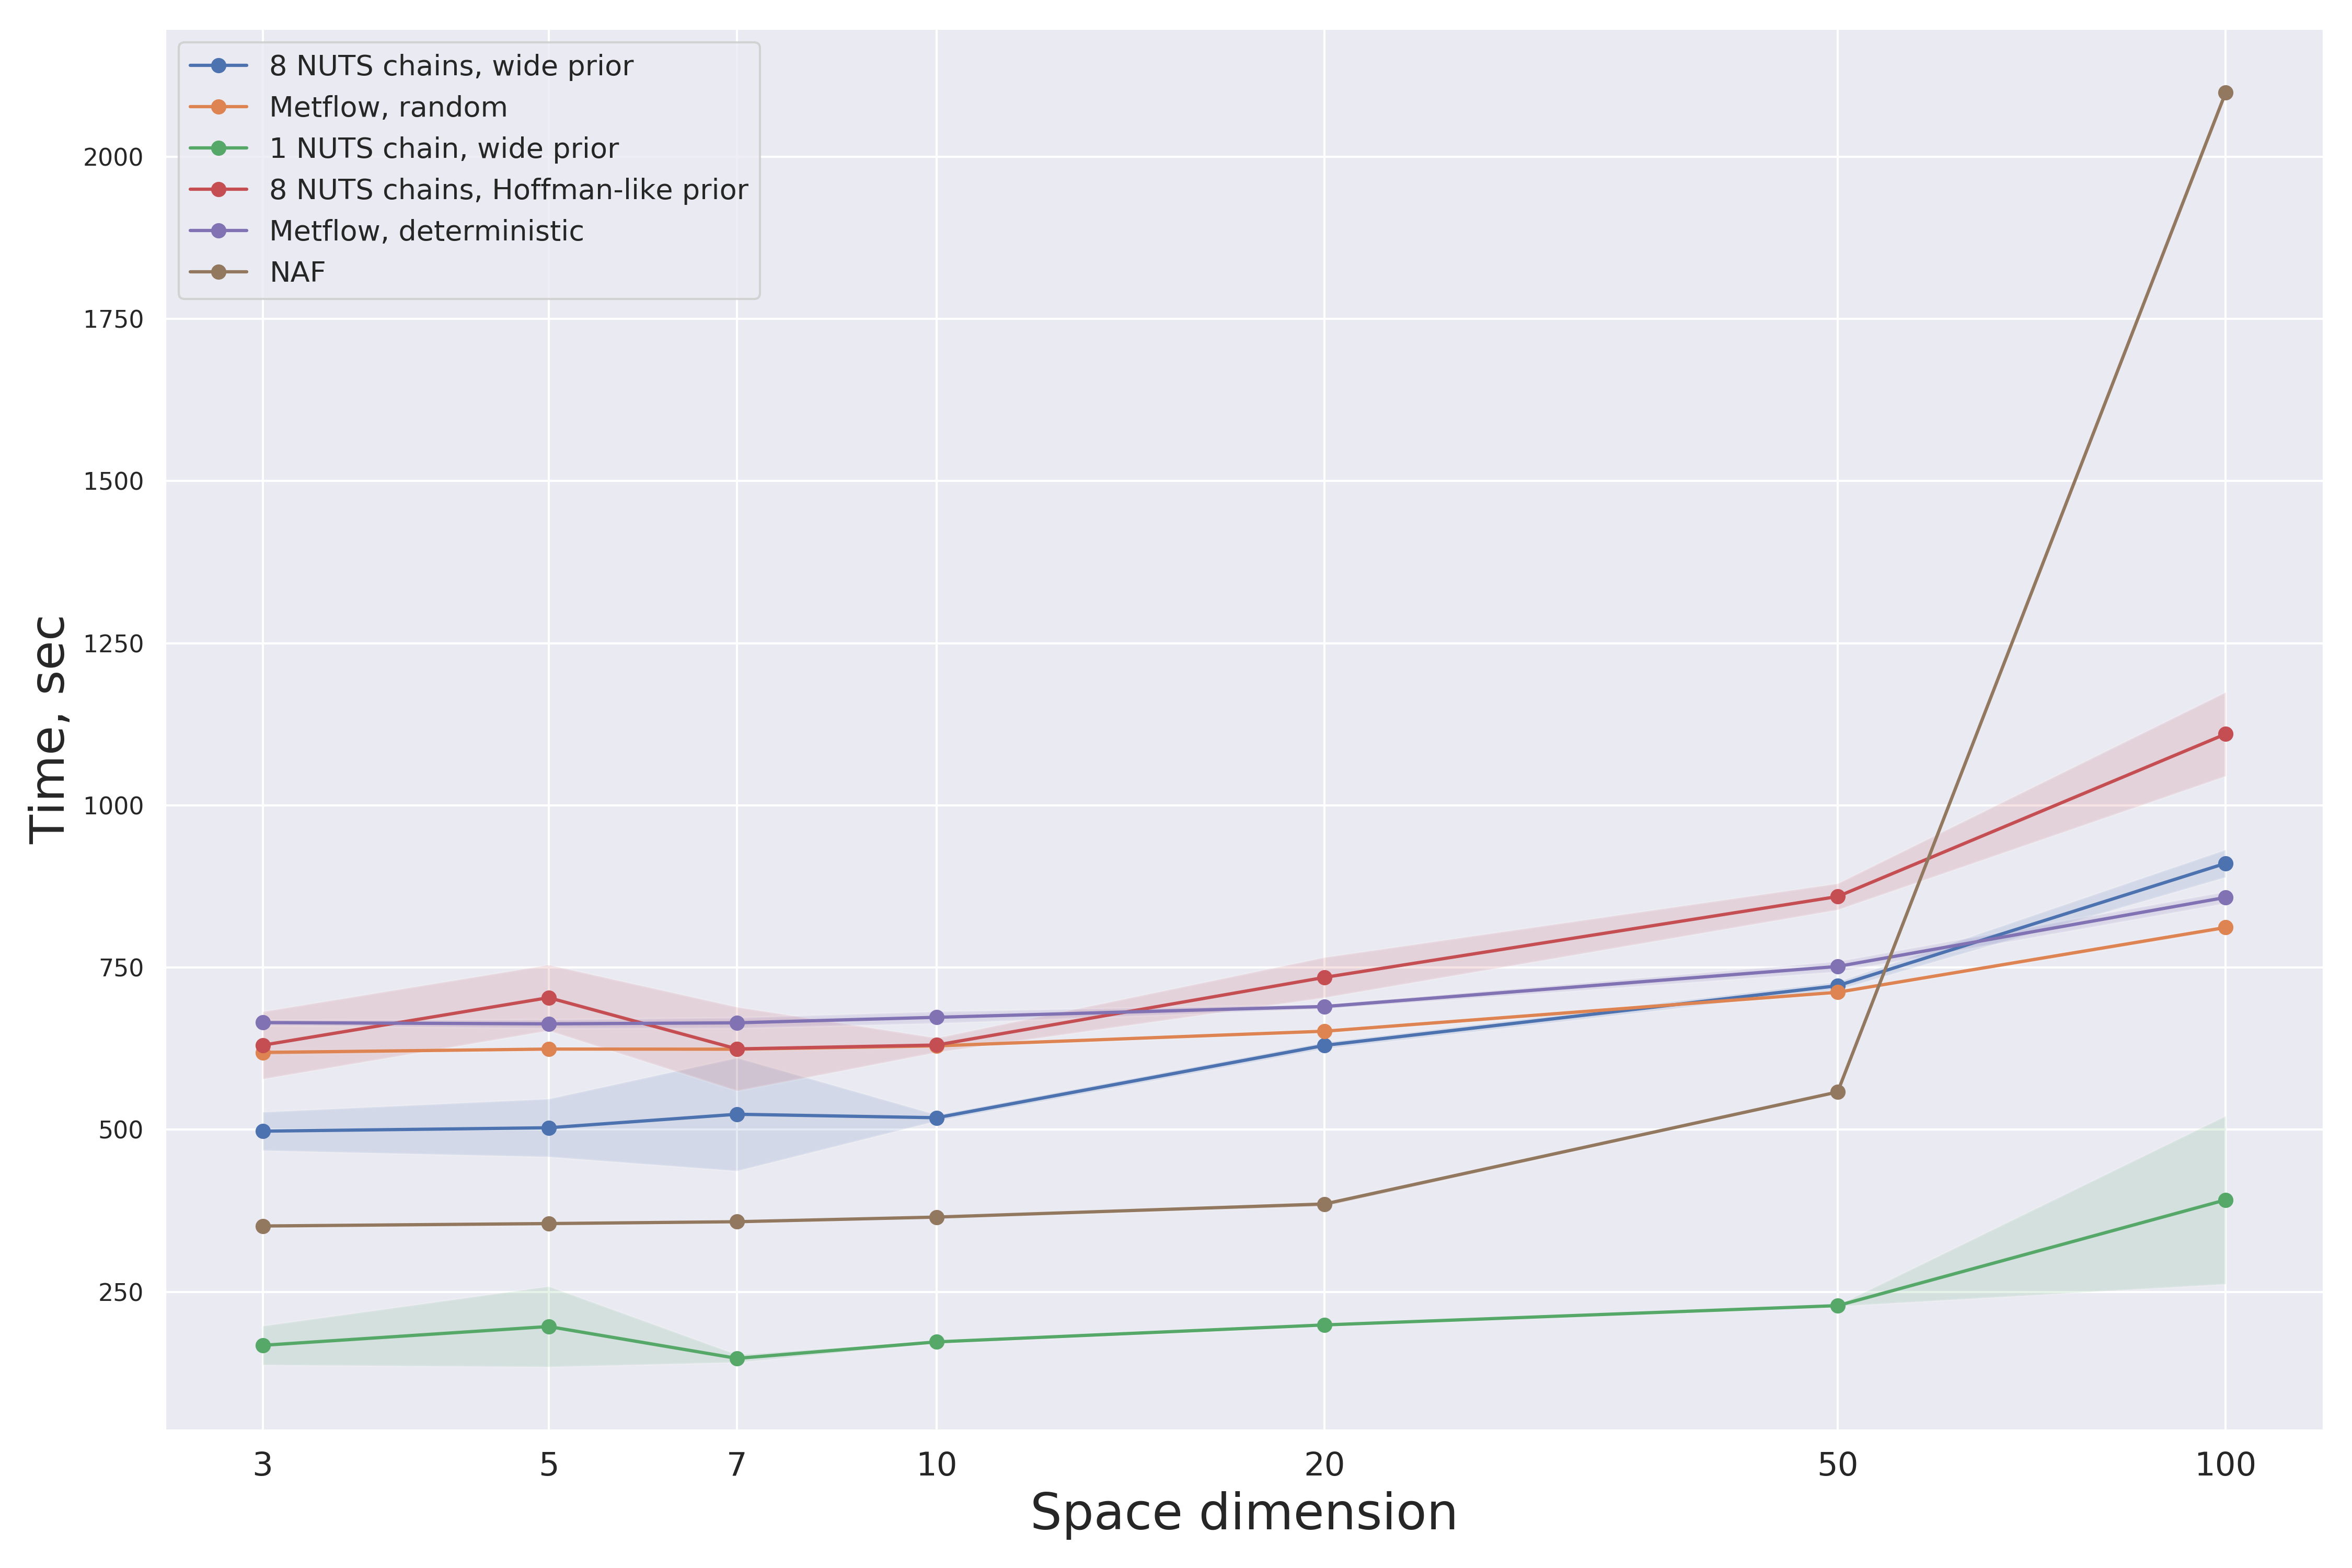 8 NUTS chains, wide prior
Metflow, random
1 NUTS chain, wide prior
8 NUTS chains, Hoffman-like prior
Metflow, deterministic
NAF
2000
1750
1500
1250
1000
750
500
250
Time, sec
3 5 7 10 20 50 100
Space dimension